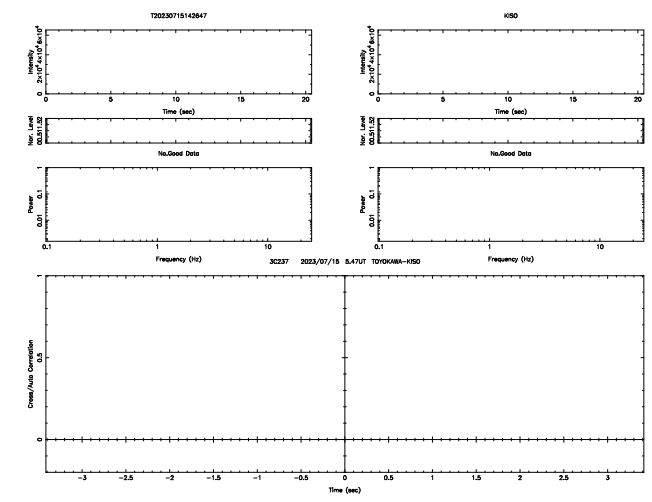 T20230715142647
KISO
Intensity
0 2×10⁴ 4×10⁴ 6×10⁴
0 5 10 15 20
Time (sec)
Intensity
0 2×10⁴ 4×10⁴ 6×10⁴
0 5 10 15 20
Time (sec)
Nor. Level
00.511.52
Nor. Level
00.511.52
No.Good Data
No.Good Data
Power
1
0.1
0.01
0.1 1 10
Frequency (Hz)
Power
1
0.1
0.01
0.1 1 10
Frequency (Hz)
3C237 2023/07/15 5.47UT TOYOKAWA-KISO
Cross/Auto Correlation
1
0.5
0
-3 -2.5 -2 -1.5 -1 -0.5 0 0.5 1 1.5 2 2.5 3
Time (sec)